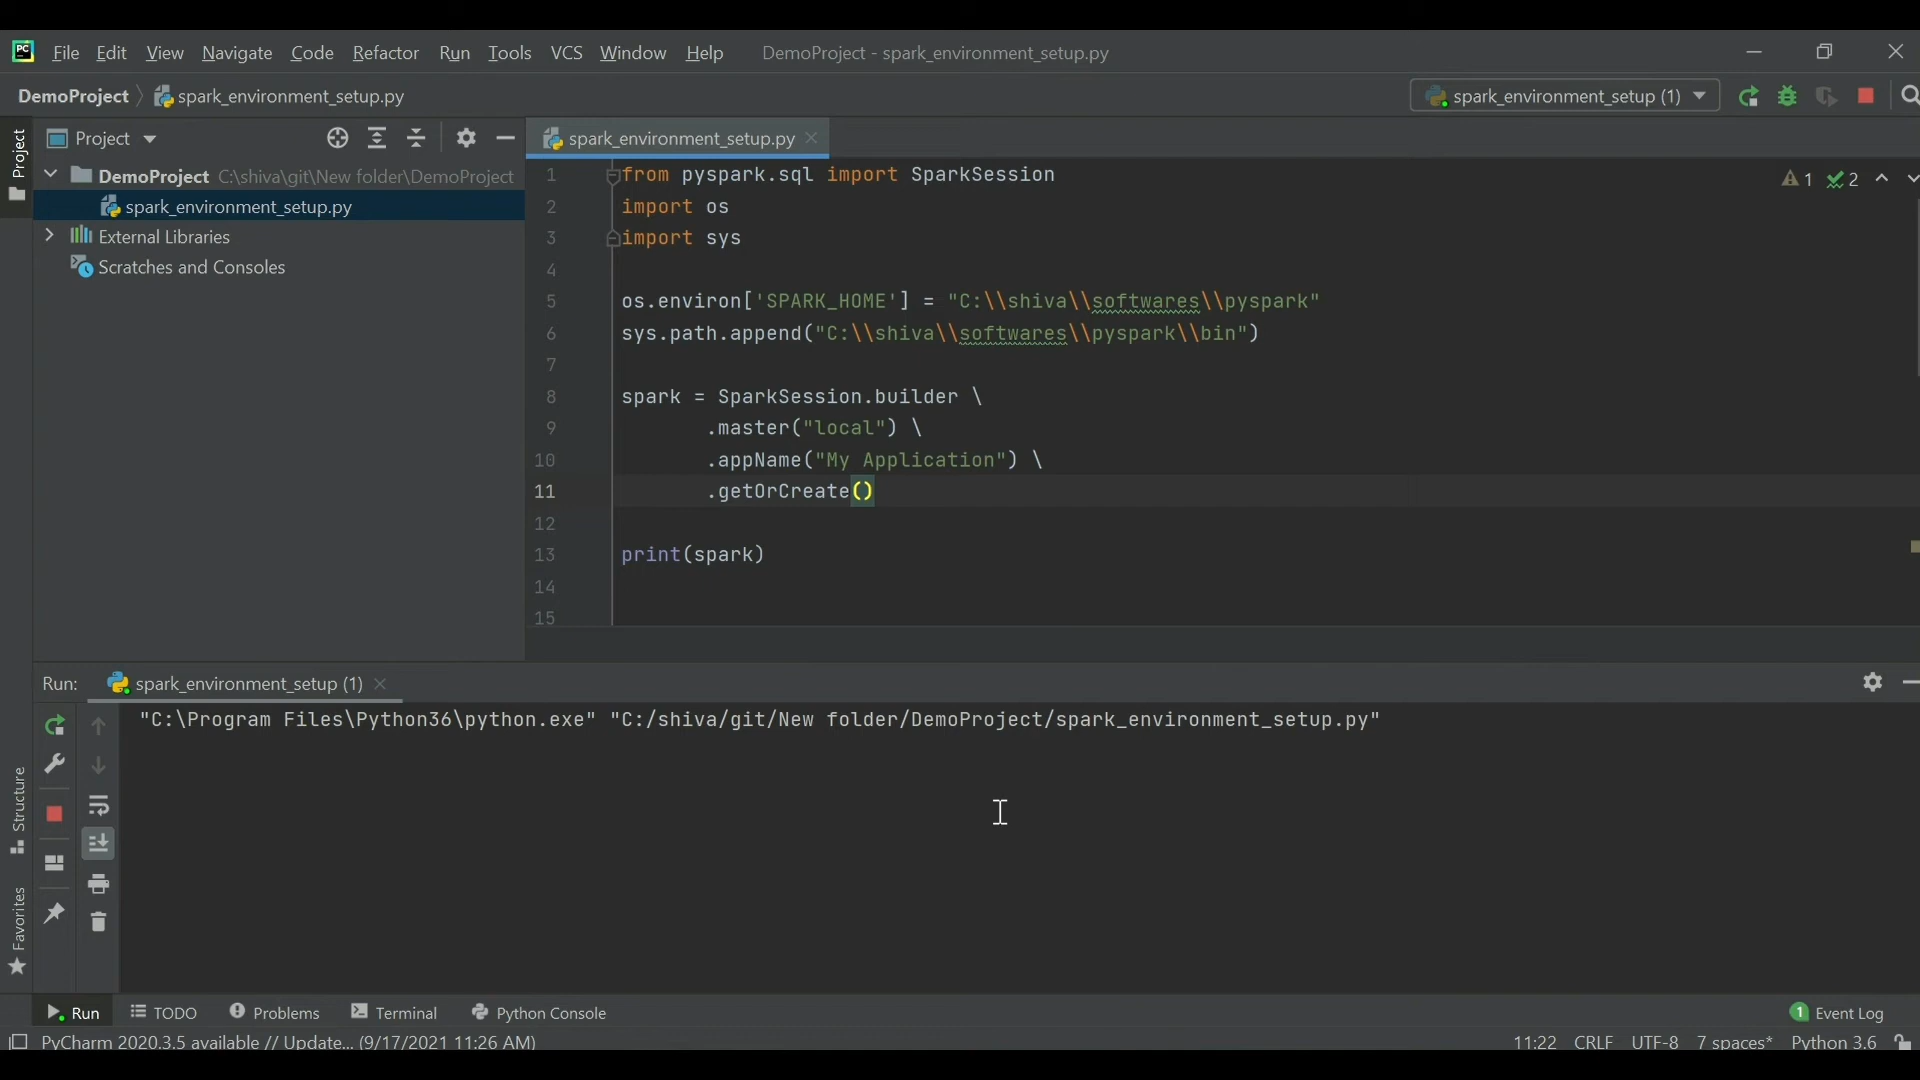 PC File Edit View Navigate Code Refactor Run Tools VCS Window Help DemoProject - spark_environment_setup.py
DemoProject spark_environment_setup.py spark_environment_setup (1)
Project
Project
spark_environment_setup.py
DemoProject C:\shiva\git\New folder\DemoProject
spark_environment_setup.py
External Libraries
Scratches and Consoles
1 from pyspark.sql import SparkSession
2 import os
3 import sys
4
5 os.environ['SPARK_HOME'] = "C:\\shiva\\softwares\\pyspark"
6 sys.path.append("C:\\shiva\\softwares\\pyspark\\bin")
7
8 spark = SparkSession.builder \
9 .master("local") \
10 .appName("My Application") \
11 .getOrCreate()
12
13 print(spark)
14
15
1 2
Run: spark_environment_setup (1)
"C:\Program Files\Python36\python.exe" "C:/shiva/git/New folder/DemoProject/spark_environment_setup.py"
Structure
Favorites
Run TODO Problems Terminal Python Console 1 Event Log
PyCharm 2020.3.5 available // Update... (9/17/2021 11:26 AM) 11:22 CRLF UTF-8 7 spaces* Python 3.6